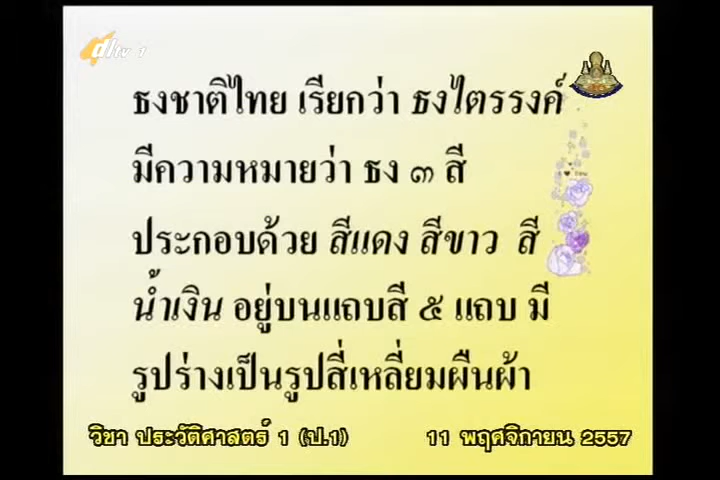 dltv 1
ธงชาติไทย เรียกว่า ธงไตรรงค์
มีความหมายว่า ธง ๓ สี
ประกอบด้วย สีแดง สีขาว สี
น้ำเงิน อยู่บนแถบสี ๕ แถบ มี
รูปร่างเป็นรูปสี่เหลี่ยมผืนผ้า
วิชา ประวัติศาสตร์ 1 (ป.1) 11 พฤศจิกายน 2557